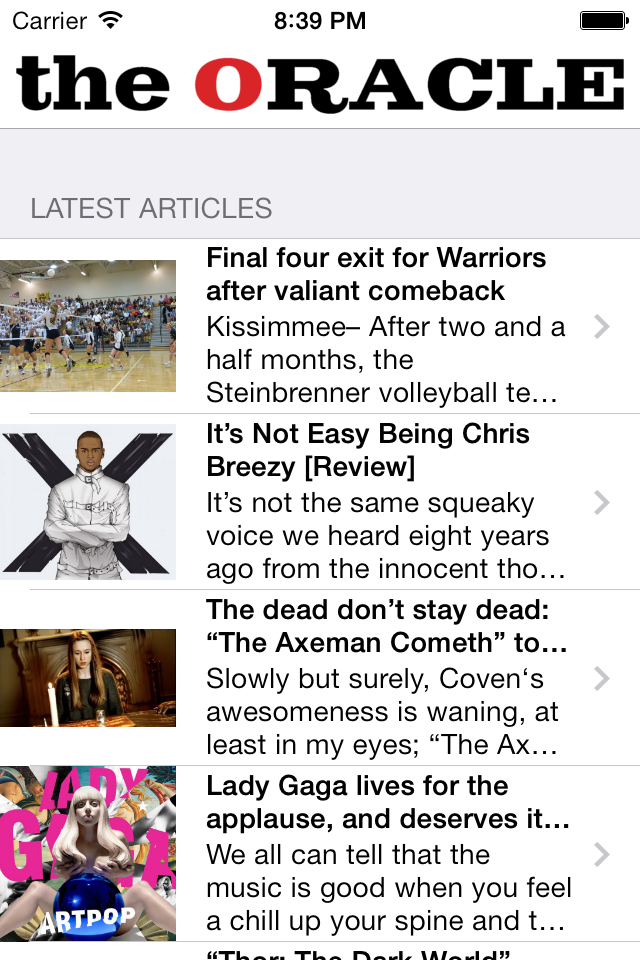 Carrier 8:39 PM
the ORACLE
LATEST ARTICLES
Final four exit for Warriors
after valiant comeback
Kissimmee– After two and a
half months, the
Steinbrenner volleyball te…
It’s Not Easy Being Chris
Breezy [Review]
It’s not the same squeaky
voice we heard eight years
ago from the innocent tho…
The dead don’t stay dead:
“The Axeman Cometh” to…
Slowly but surely, Coven‘s
awesomeness is waning, at
least in my eyes; “The Ax…
LADY
GAGA
ARTPOP
Lady Gaga lives for the
applause, and deserves it…
We all can tell that the
music is good when you feel
a chill up your spine and t…
“Thor: The Dark World”